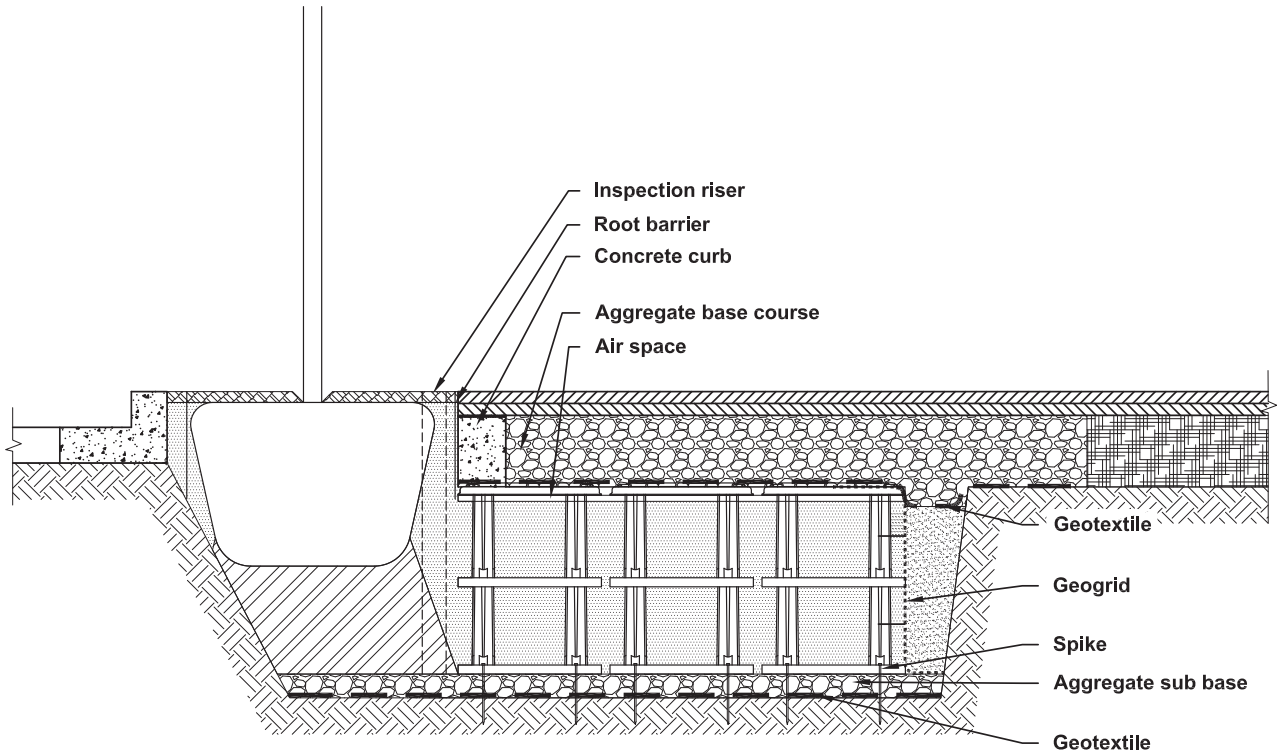 Inspection riser
Root barrier
Concrete curb
Aggregate base course
Air space
Geotextile
Geogrid
Spike
Aggregate sub base
Geotextile